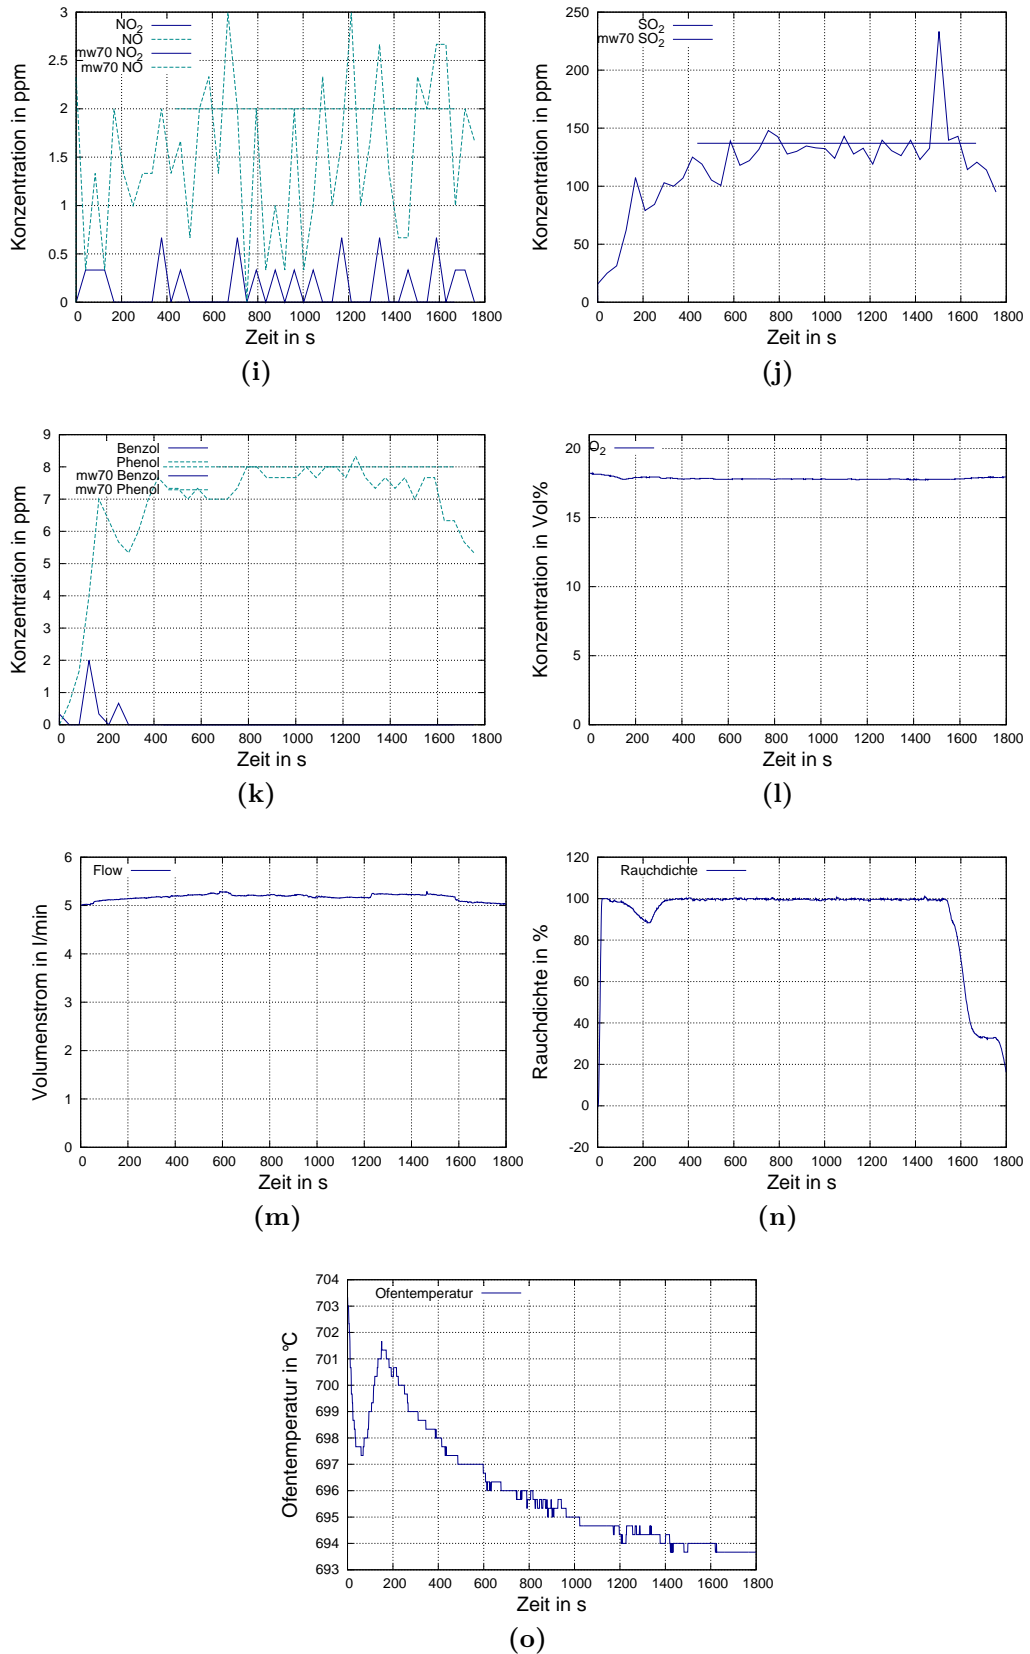 NO2
NO
mw70 NO2
mw70 NO
3
2.5
2
1.5
1
0.5
0
Konzentration in ppm
0 200 400 600 800 1000 1200 1400 1600 1800
Zeit in s
(i)
SO2
mw70 SO2
250
200
150
100
50
0
Konzentration in ppm
0 200 400 600 800 1000 1200 1400 1600 1800
Zeit in s
(j)
Benzol
Phenol
mw70 Benzol
mw70 Phenol
9
8
7
6
5
4
3
2
1
0
Konzentration in ppm
0 200 400 600 800 1000 1200 1400 1600 1800
Zeit in s
(k)
O2
20
15
10
5
0
Konzentration in Vol%
0 200 400 600 800 1000 1200 1400 1600 1800
Zeit in s
(l)
Flow
6
5
4
3
2
1
0
Volumenstrom in l/min
0 200 400 600 800 1000 1200 1400 1600 1800
Zeit in s
(m)
Rauchdichte
120
100
80
60
40
20
0
-20
Rauchdichte in %
0 200 400 600 800 1000 1200 1400 1600 1800
Zeit in s
(n)
Ofentemperatur
704
703
702
701
700
699
698
697
696
695
694
693
Ofentemperatur in °C
0 200 400 600 800 1000 1200 1400 1600 1800
Zeit in s
(o)